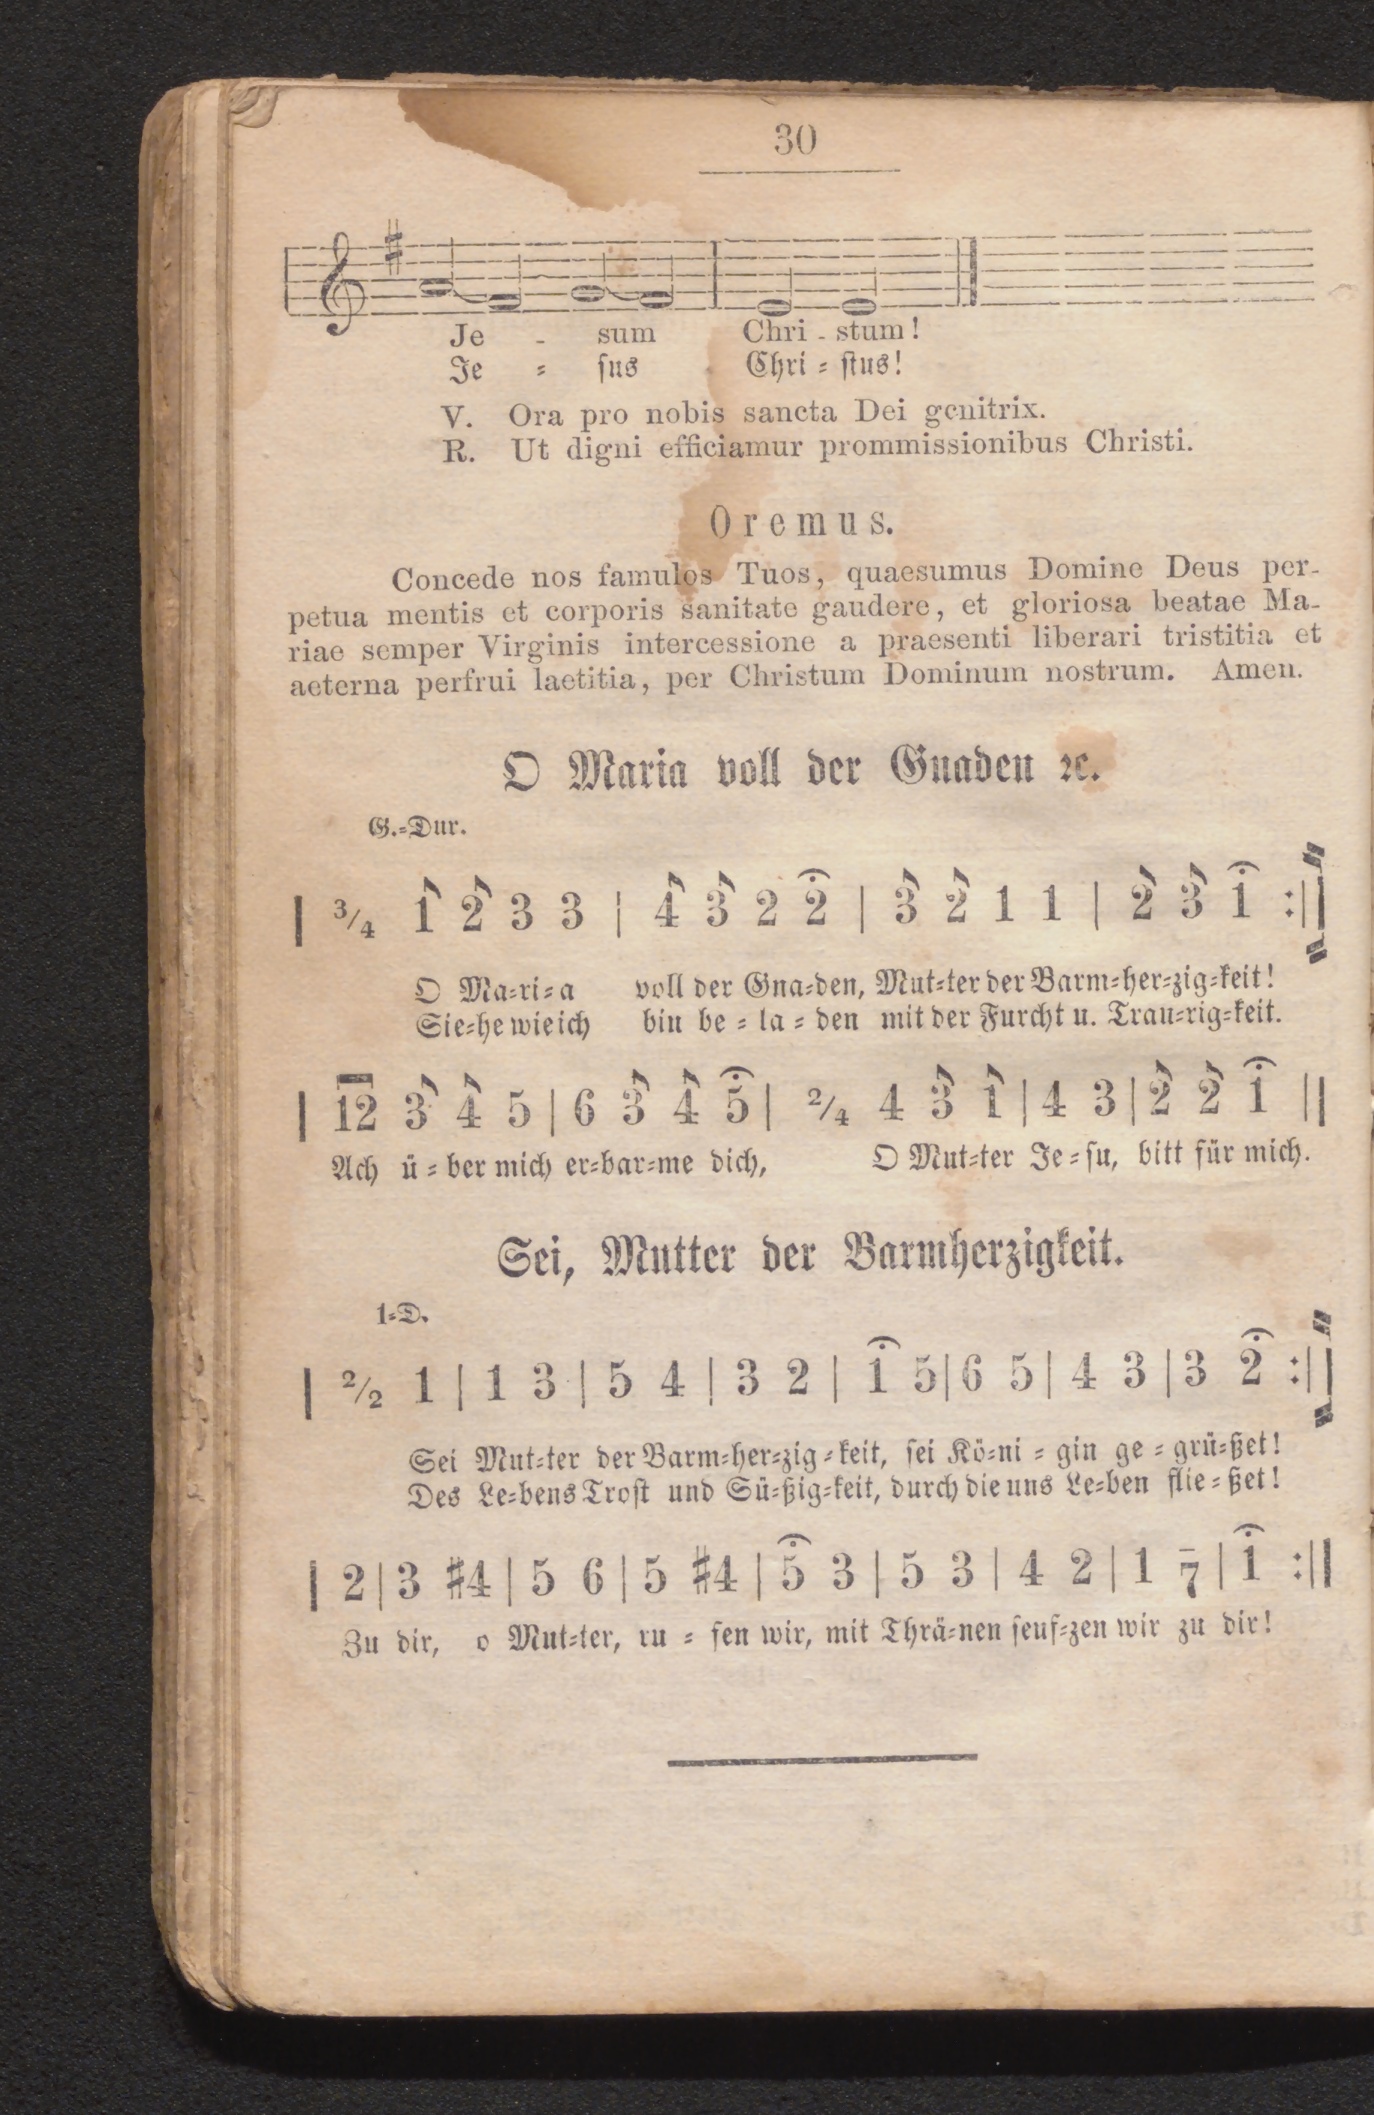 30
Je - sum Chri - stum!
Je = sus Chri = stus!
V. Ora pro nobis sancta Dei genitrix.
R. Ut digni efficiamur prommissionibus Christi.
Oremus.
Concede nos famulos Tuos, quaesumus Domine Deus per-
petua mentis et corporis sanitate gaudere, et gloriosa beatae Ma-
riae semper Virginis intercessione a praesenti liberari tristitia et
aeterna perfrui laetitia, per Christum Dominum nostrum. Amen.
O Maria voll der Gnaden ꝛc.
G.=Dur.
| 3/4 1 2 3 3 | 4 3 2 2 | 3 2 1 1 | 2 3 1 :||
O Ma=ri=a voll der Gna=den, Mut=ter der Barm=her=zig=keit!
Sie=he wie ich bin be = la = den mit der Furcht u. Trau=rig=keit.
| 12 3 4 5 | 6 3 4 5 | 2/4 4 3 1 | 4 3 | 2 2 1 ||
Ach ü = ber mich er=bar=me dich, O Mut=ter Je = su, bitt für mich.
Sei, Mutter der Barmherzigkeit.
1=D.
| 2/2 1 | 1 3 | 5 4 | 3 2 | 1 5 | 6 5 | 4 3 | 3 2 :||
Sei Mut=ter der Barm=her=zig = keit, sei Kö=ni = gin ge = grü=ßet!
Des Le=bens Trost und Sü=ßig=keit, durch die uns Le=ben flie = ßet!
| 2 | 3 #4 | 5 6 | 5 #4 | 5 3 | 5 3 | 4 2 | 1 7 | 1 :||
Zu dir, o Mut=ter, ru = fen wir, mit Thrä=nen seuf=zen wir zu dir!